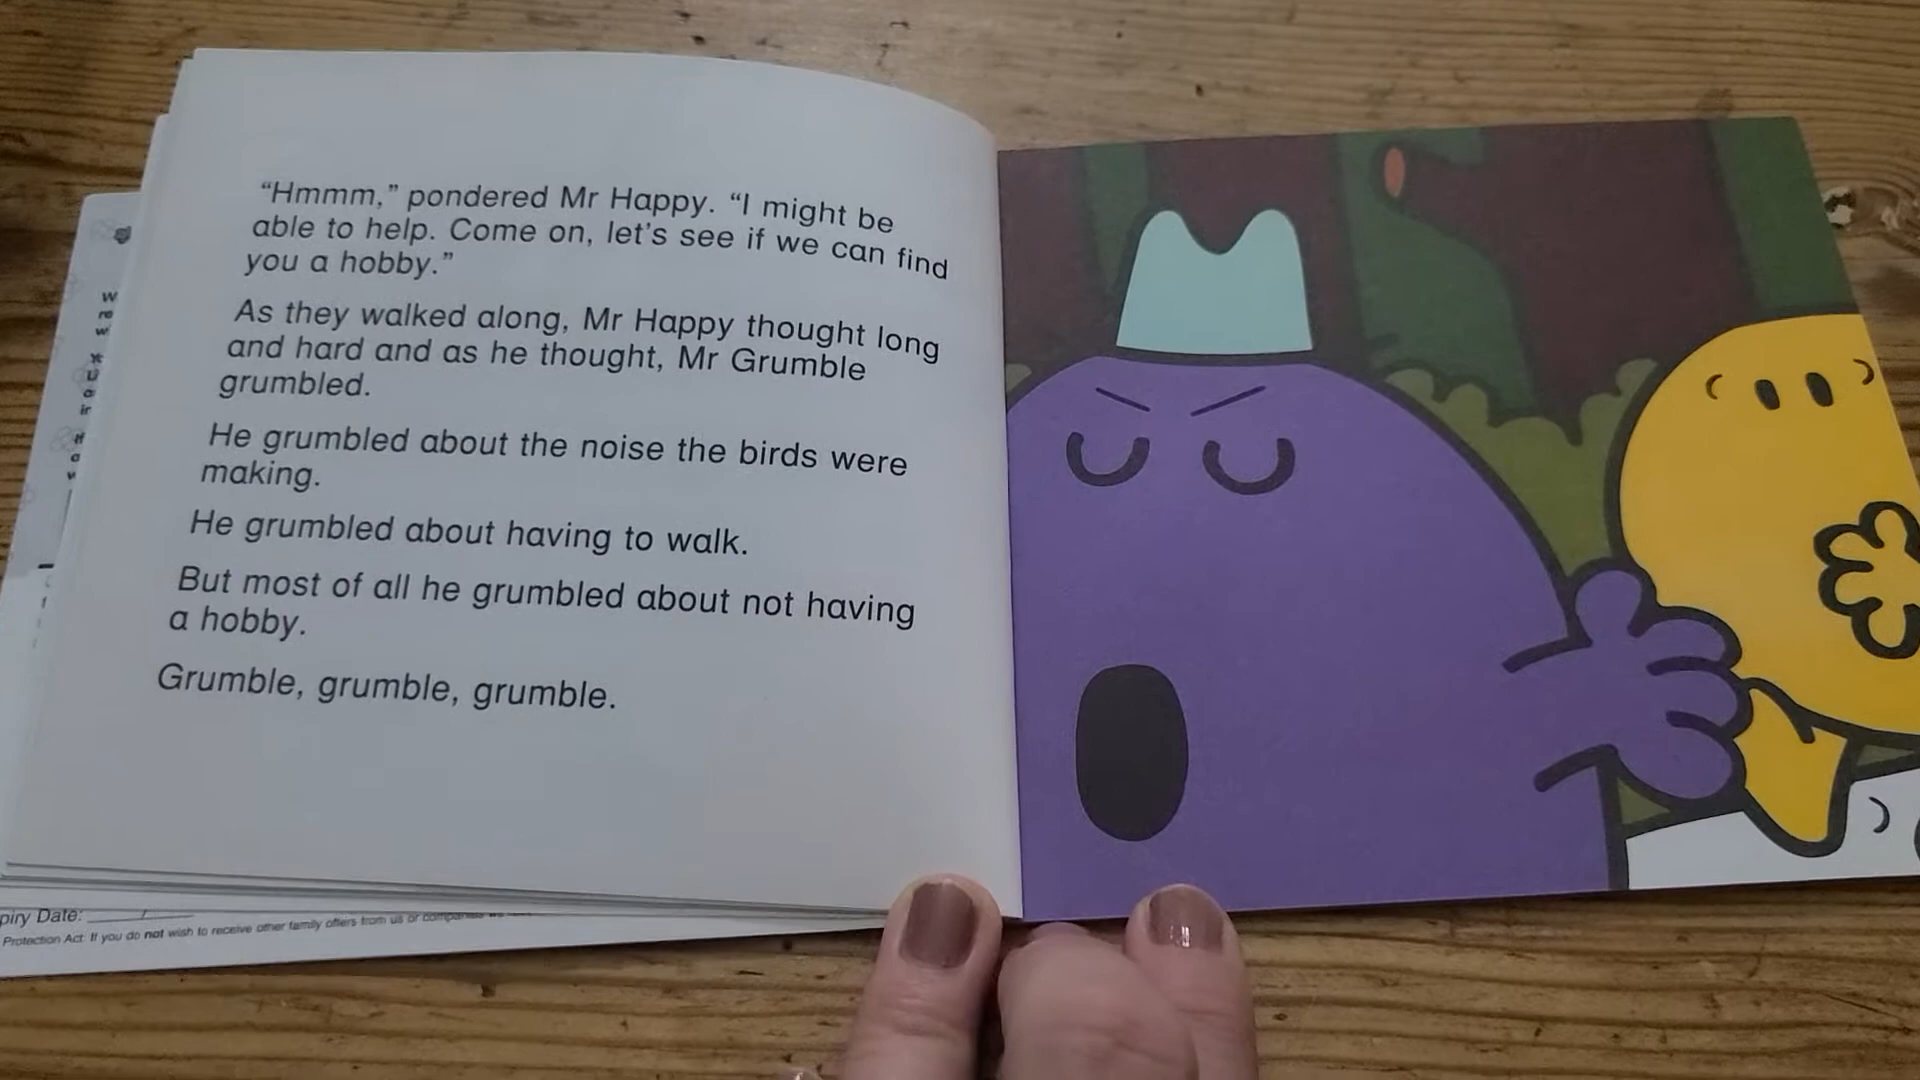 “Hmmm,” pondered Mr Happy. “I might be
able to help. Come on, let’s see if we can find
you a hobby.”
As they walked along, Mr Happy thought long
and hard and as he thought, Mr Grumble
grumbled.
He grumbled about the noise the birds were
making.
He grumbled about having to walk.
But most of all he grumbled about not having
a hobby.
Grumble, grumble, grumble.
piry Date:
Protection Act: If you do not wish to receive other family offers from us or